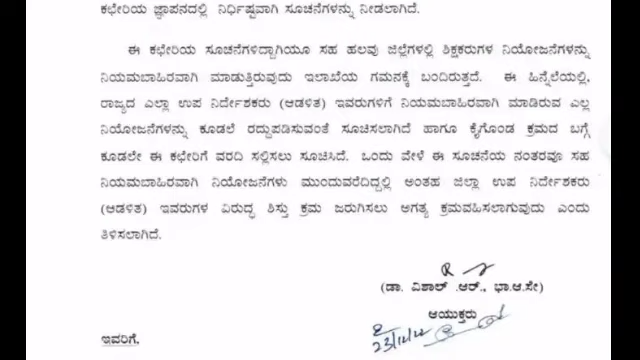 ಕಛೇರಿಯ ಜ್ಞಾಪನದಲ್ಲಿ ನಿರ್ಧಿಷ್ಟವಾಗಿ ಸೂಚನೆಗಳನ್ನು ನೀಡಲಾಗಿದೆ.
ಈ ಕಛೇರಿಯ ಸೂಚನೆಗಳಿದ್ದಾಗಿಯೂ ಸಹ ಹಲವು ಜಿಲ್ಲೆಗಳಲ್ಲಿ ಶಿಕ್ಷಕರುಗಳ ನಿಯೋಜನೆಗಳನ್ನು
ನಿಯಮಬಾಹಿರವಾಗಿ ಮಾಡುತ್ತಿರುವುದು ಇಲಾಖೆಯ ಗಮನಕ್ಕೆ ಬಂದಿರುತ್ತದೆ. ಈ ಹಿನ್ನೆಲೆಯಲ್ಲಿ,
ರಾಜ್ಯದ ಎಲ್ಲಾ ಉಪ ನಿರ್ದೇಶಕರು (ಆಡಳಿತ) ಇವರುಗಳಿಗೆ ನಿಯಮಬಾಹಿರವಾಗಿ ಮಾಡಿರುವ ಎಲ್ಲ
ನಿಯೋಜನೆಗಳನ್ನು ಕೂಡಲೆ ರದ್ದುಪಡಿಸುವಂತೆ ಸೂಚಿಸಲಾಗಿದೆ ಹಾಗೂ ಕೈಗೊಂಡ ಕ್ರಮದ ಬಗ್ಗೆ
ಕೂಡಲೇ ಈ ಕಛೇರಿಗೆ ವರದಿ ಸಲ್ಲಿಸಲು ಸೂಚಿಸಿದೆ. ಒಂದು ವೇಳೆ ಈ ಸೂಚನೆಯ ನಂತರವೂ ಸಹ
ನಿಯಮಬಾಹಿರವಾಗಿ ನಿಯೋಜನೆಗಳು ಮುಂದುವರೆದಿದ್ದಲ್ಲಿ ಅಂತಹ ಜಿಲ್ಲಾ ಉಪ ನಿರ್ದೇಶಕರು
(ಆಡಳಿತ) ಇವರುಗಳ ವಿರುದ್ಧ ಶಿಸ್ತು ಕ್ರಮ ಜರುಗಿಸಲು ಅಗತ್ಯ ಕ್ರಮವಹಿಸಲಾಗುವುದು ಎಂದು
ತಿಳಿಸಲಾಗಿದೆ.
(ಡಾ. ವಿಶಾಲ್ .ಆರ್., ಭಾ.ಆ.ಸೇ)
ಆಯುಕ್ತರು
ಇವರಿಗೆ,